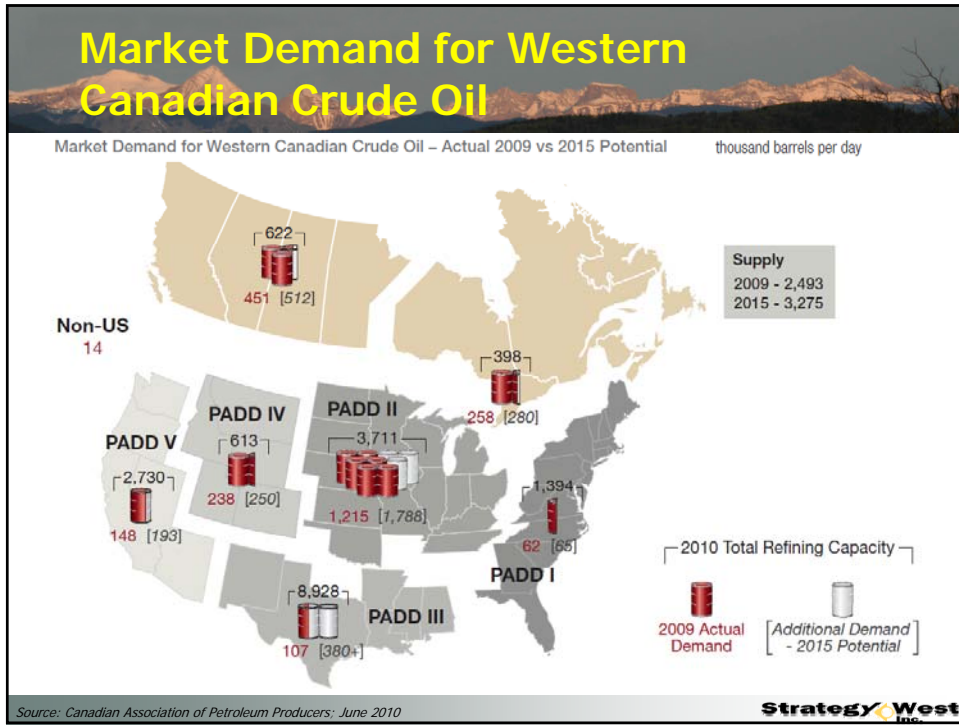 Market Demand for Western
Canadian Crude Oil
Market Demand for Western Canadian Crude Oil – Actual 2009 vs 2015 Potential
thousand barrels per day
622
451 [512]
Supply
2009 - 2,493
2015 - 3,275
Non-US
14
398
258 [280]
PADD V
2,730
148 [193]
PADD IV
613
238 [250]
PADD II
3,711
1,215 [1,788]
1,394
62 [65]
PADD I
8,928
107 [380+]
PADD III
2010 Total Refining Capacity
2009 Actual
Demand
[Additional Demand
- 2015 Potential]
Source: Canadian Association of Petroleum Producers; June 2010
Strategy West
Inc.